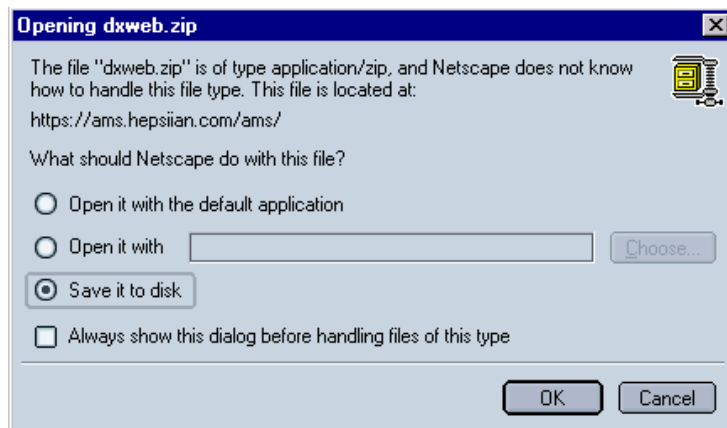 Opening dxweb.zip
The file "dxweb.zip" is of type application/zip, and Netscape does not know
how to handle this file type. This file is located at:
https://ams.hepsiian.com/ams/
What should Netscape do with this file?
Open it with the default application
Open it with Choose...
Save it to disk
Always show this dialog before handling files of this type
OK Cancel